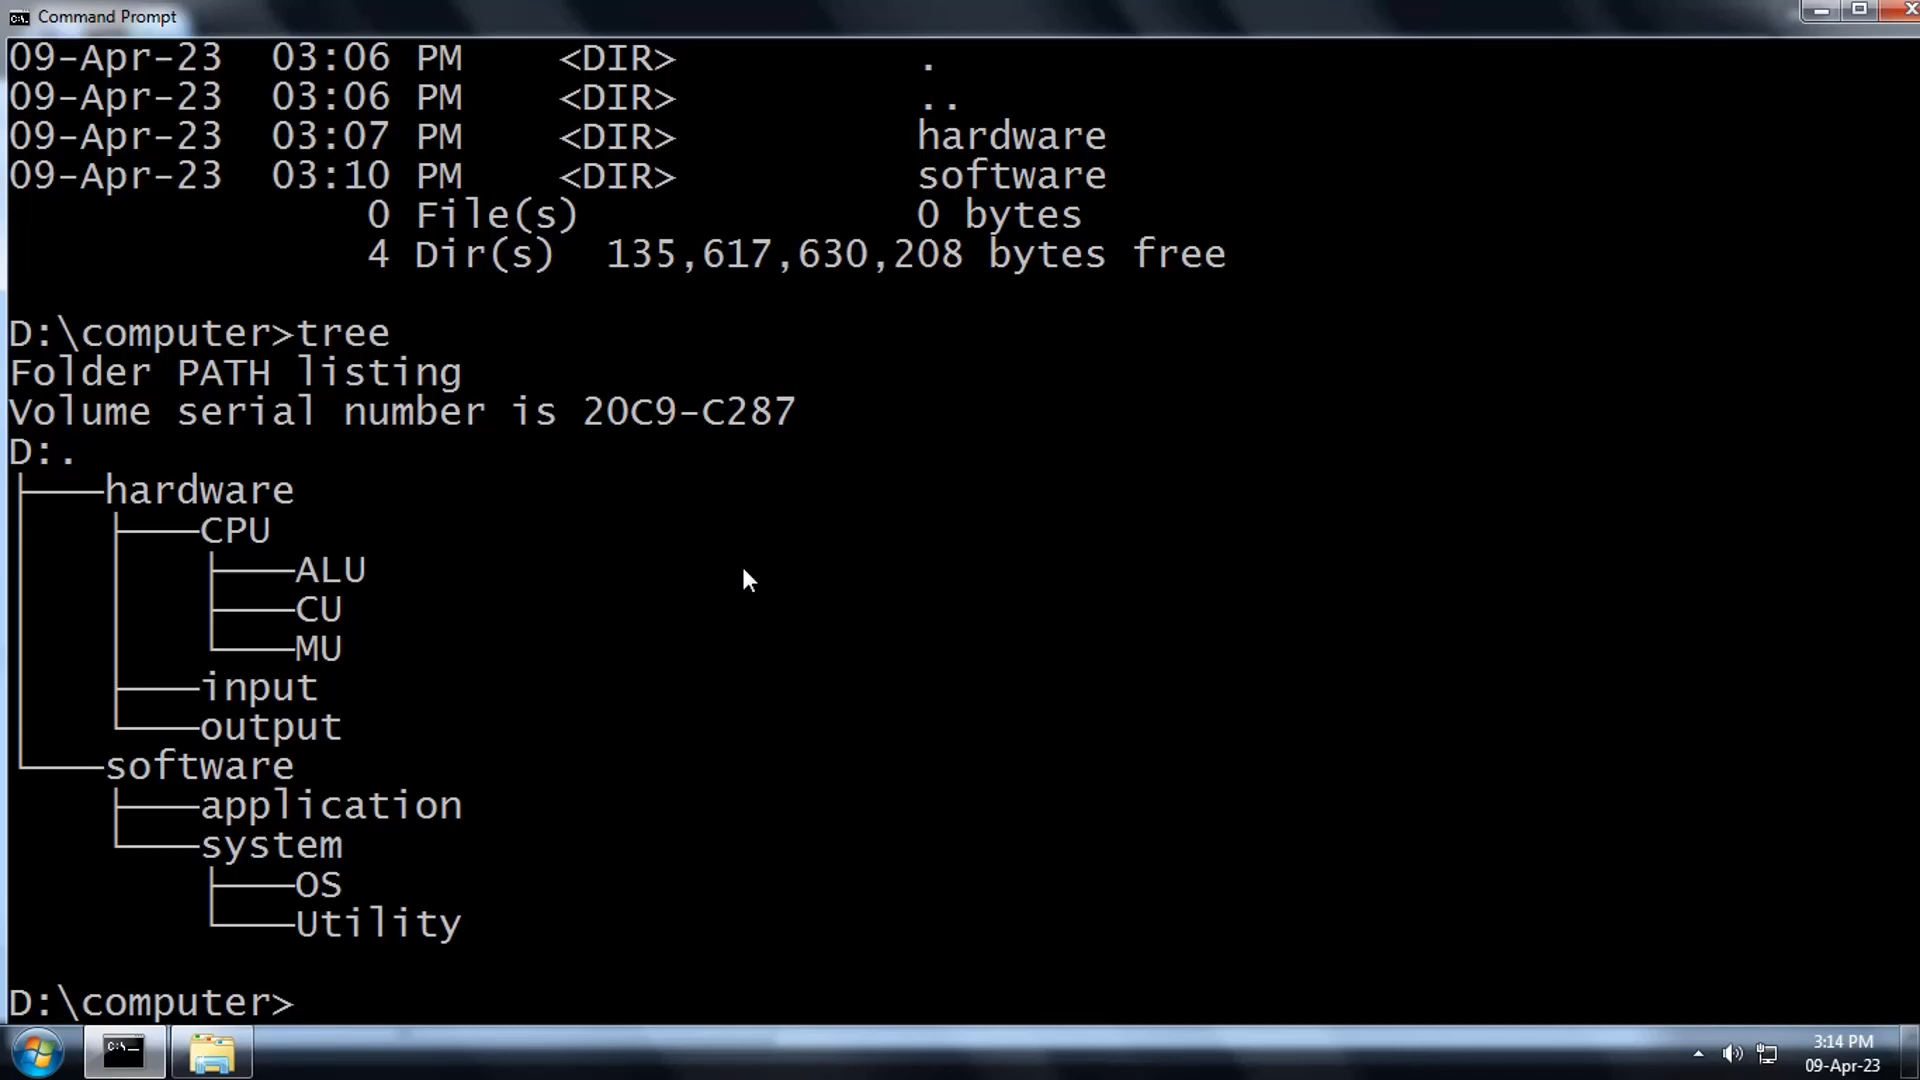 Command Prompt
09-Apr-23  03:06 PM    <DIR>          .
09-Apr-23  03:06 PM    <DIR>          ..
09-Apr-23  03:07 PM    <DIR>          hardware
09-Apr-23  03:10 PM    <DIR>          software
               0 File(s)              0 bytes
               4 Dir(s)  135,617,630,208 bytes free
D:\computer>tree
Folder PATH listing
Volume serial number is 20C9-C287
D:.
├───hardware
│   ├───CPU
│   │   ├───ALU
│   │   ├───CU
│   │   └───MU
│   ├───input
│   └───output
└───software
    ├───application
    └───system
        ├───OS
        └───Utility
D:\computer>
C:\
3:14 PM
09-Apr-23